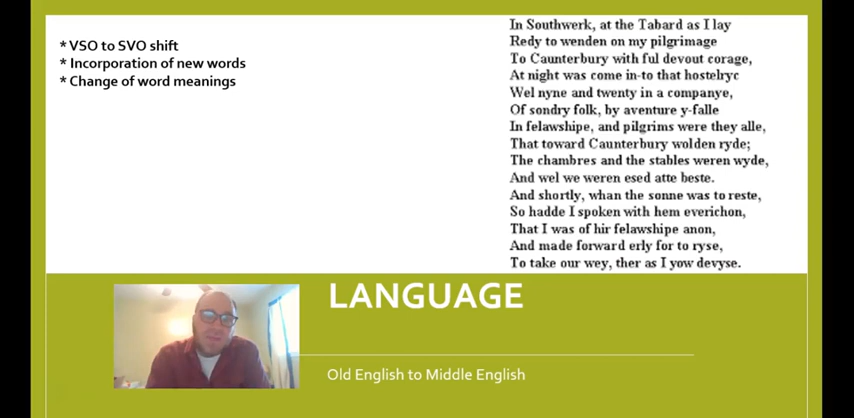 * VSO to SVO shift
* Incorporation of new words
* Change of word meanings
In Southwerk, at the Tabard as I lay
Redy to wenden on my pilgrimage
To Caunterbury with ful devout corage,
At night was come in-to that hostelryc
Wel nyne and twenty in a companye,
Of sondry folk, by aventure y-falle
In felawshipe, and pilgrims were they alle,
That toward Caunterbury wolden ryde;
The chambres and the stables weren wyde,
And wel we weren esed atte beste.
And shortly, whan the sonne was to reste,
So hadde I spoken with hem everichon,
That I was of hir felawshipe anon,
And made forward erly for to ryse,
To take our wey, ther as I yow devyse.
LANGUAGE
Old English to Middle English